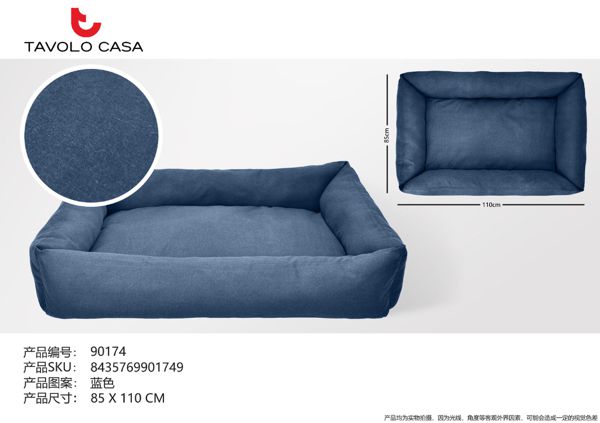 TAVOLO CASA
85cm
110cm
产品编号： 90174
产品SKU： 8435769901749
产品图案： 蓝色
产品尺寸： 85 X 110 CM
产品均为实物拍摄，因为光线、角度等客观外界因素，可能会造成一定的视觉色差